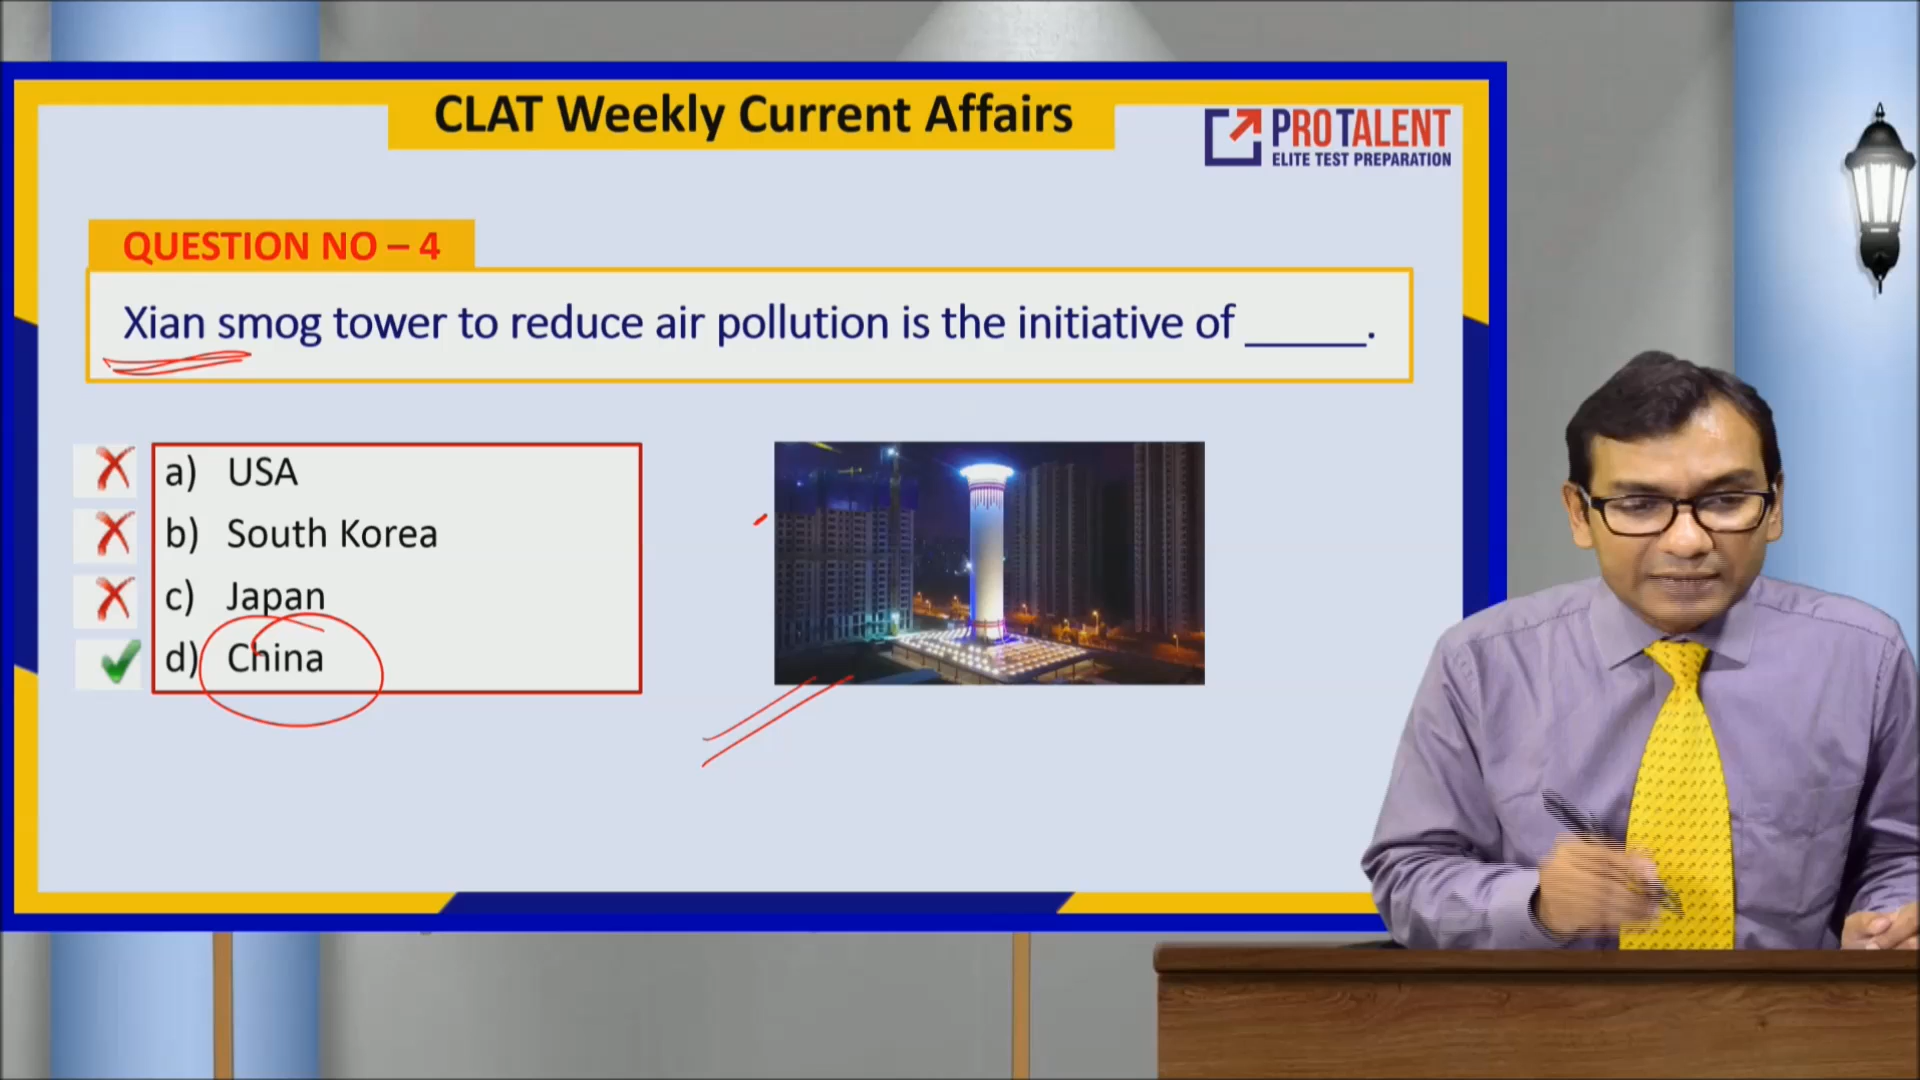 CLAT Weekly Current Affairs
PROTALENT
ELITE TEST PREPARATION
QUESTION NO – 4
Xian smog tower to reduce air pollution is the initiative of ______.
a) USA
b) South Korea
c) Japan
d) China